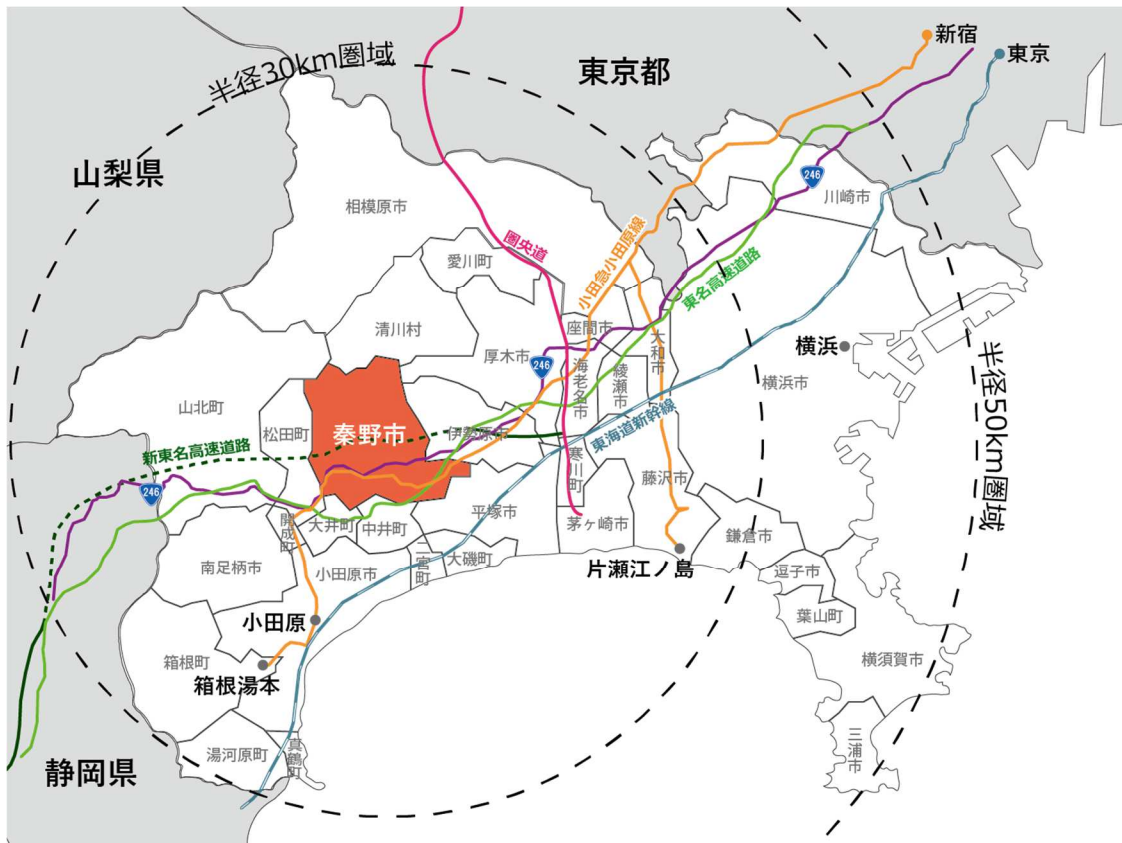 新宿
東京
半径30km圏域
東京都
山梨県
246
川崎市
相模原市
圏央道
小田急小田原線
愛川町
東名高速道路
清川村
座間市
厚木市
大和市
横浜
246
海老名市
綾瀬市
横浜市
半径50km圏域
山北町
松田町
秦野市
伊勢原市
東海道新幹線
新東名高速道路
寒川町
藤沢市
246
平塚市
開成町
大井町
中井町
茅ヶ崎市
鎌倉市
南足柄市
小田原市
二宮町
大磯町
片瀬江ノ島
逗子市
葉山町
小田原
箱根町
横須賀市
箱根湯本
湯河原町
真鶴町
三浦市
静岡県